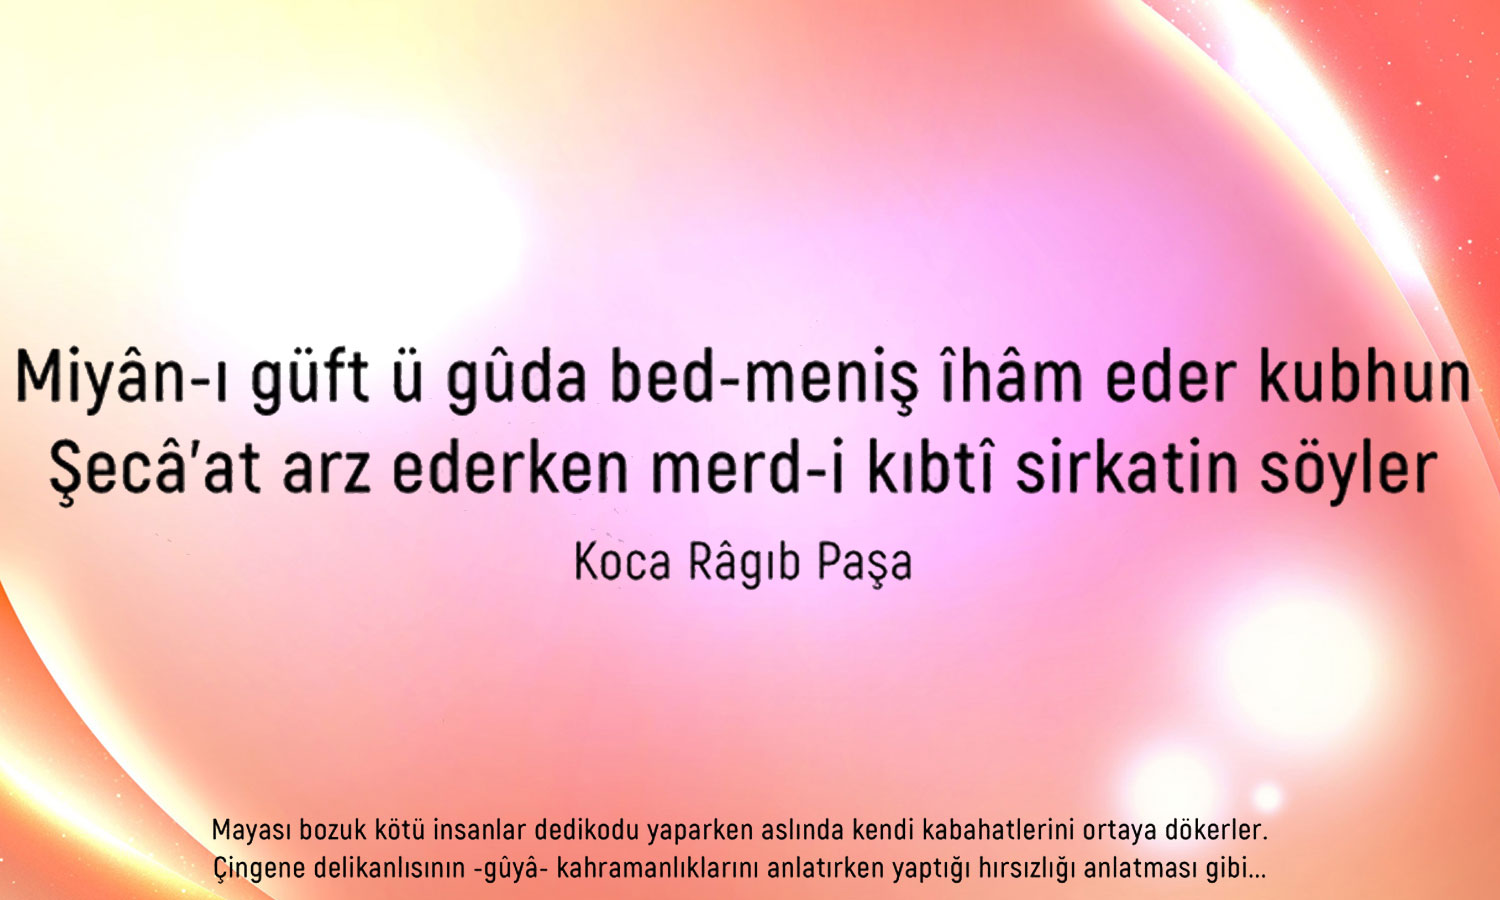 Miyân-ı güft ü gûda bed-meniş îhâm eder kubhun
Şecâ'at arz ederken merd-i kıbtî sirkatin söyler
Koca Râgıb Paşa
Mayası bozuk kötü insanlar dedikodu yaparken aslında kendi kabahatlerini ortaya dökerler.
Çingene delikanlısının -gûyâ- kahramanlıklarını anlatırken yaptığı hırsızlığı anlatması gibi...